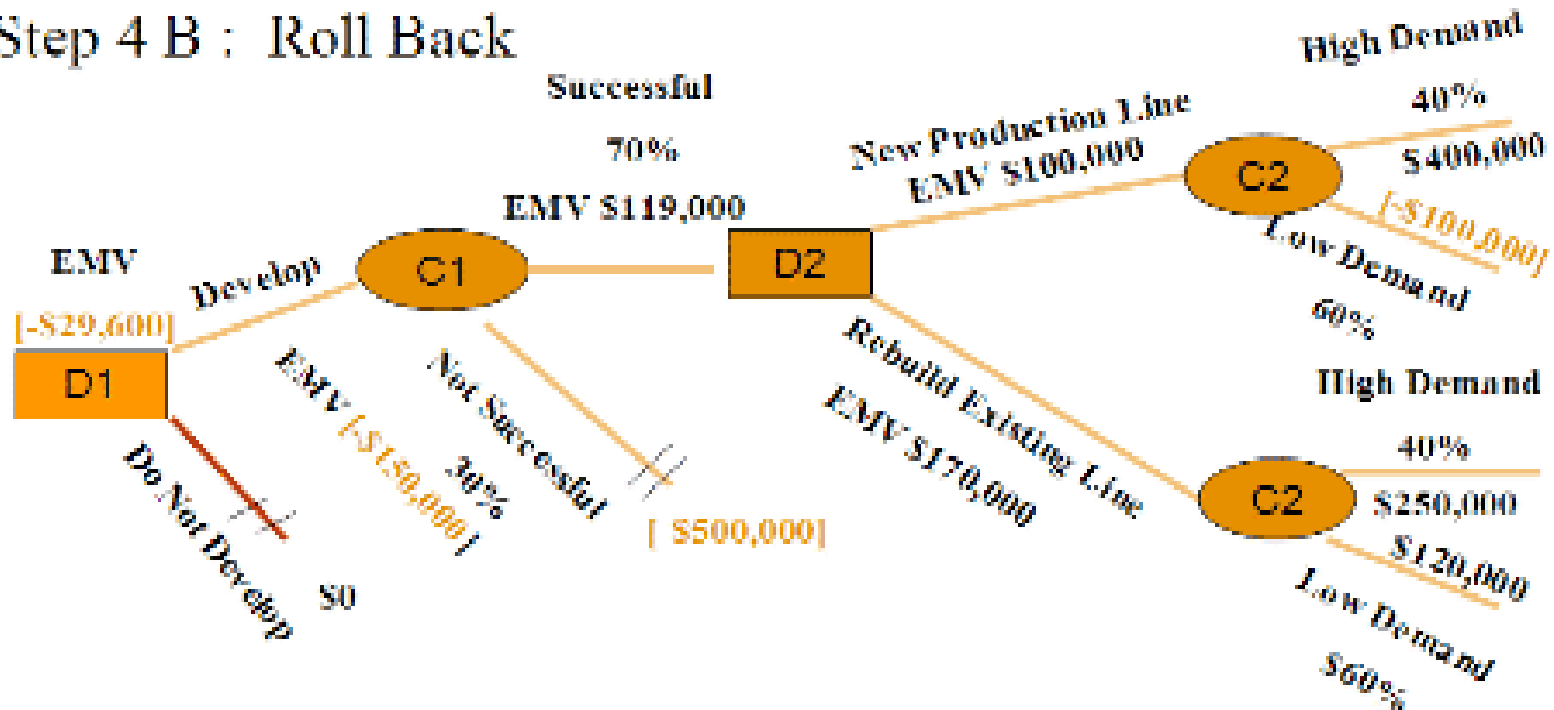 Step 4 B : Roll Back
High Demand
40%
$400,000
Successful
70%
EMV $119,000
New Production Line
EMV $100,000
C2
[-$100,000]
Low Demand
60%
EMV
[-$29,600]
D1
Develop
C1
D2
EMV [-$150,000]
30%
Not Successful
[ $500,000]
Do Not Develop
$0
Rebuild Existing Line
EMV $170,000
High Demand
40%
C2
$250,000
$120,000
Low Demand
$60%